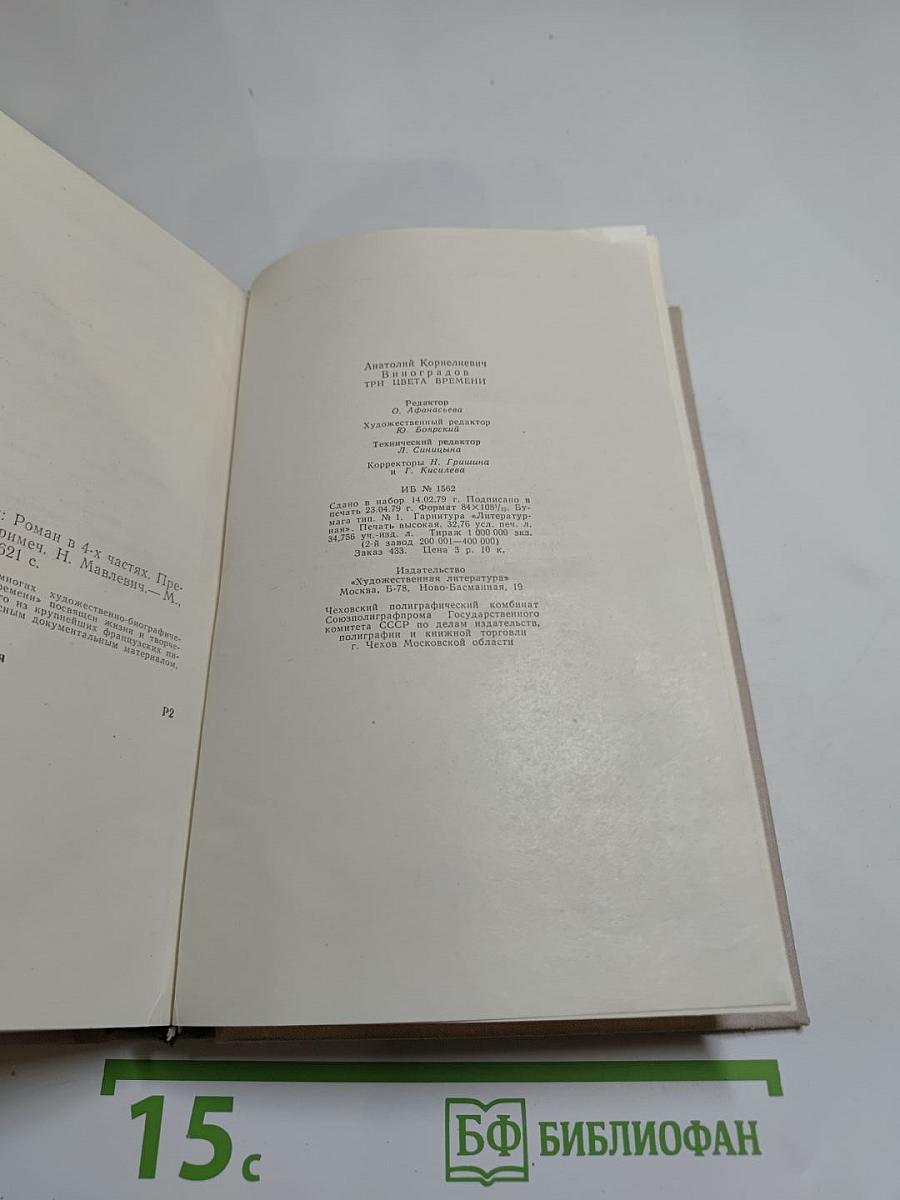 : Роман в 4-х частях. Пре-
римеч. Н. Мавлевич.— М.,
621 с.
многих художественно-биографиче-
ремени» посвящен жизни и творче-
го из крупнейших французских пи-
сным документальным материалом,
я
Р2
Анатолий Корнелиевич
Виноградов
ТРИ ЦВЕТА ВРЕМЕНИ
Редактор
О. Афанасьева
Художественный редактор
Ю. Боярский
Технический редактор
Л. Синицына
Корректоры Н. Гришина
и Г. Киселева
ИБ № 1562
Сдано в набор 14.02.79 г. Подписано в
печать 23.04.79 г. Формат 84×108¹/₃₂. Бу-
мага тип. № 1. Гарнитура «Литератур-
ная». Печать высокая. 32,76 усл. печ. л.
34,756 уч.-изд. л. Тираж 1 000 000 экз.
(2-й завод 200 001—400 000)
Заказ 433. Цена 3 р. 10 к.
Издательство
«Художественная литература»
Москва, Б-78, Ново-Басманная, 19
Чеховский полиграфический комбинат
Союзполиграфпрома Государственного
комитета СССР по делам издательств,
полиграфии и книжной торговли
г. Чехов Московской области
15 с
БФ БИБЛИОФАН